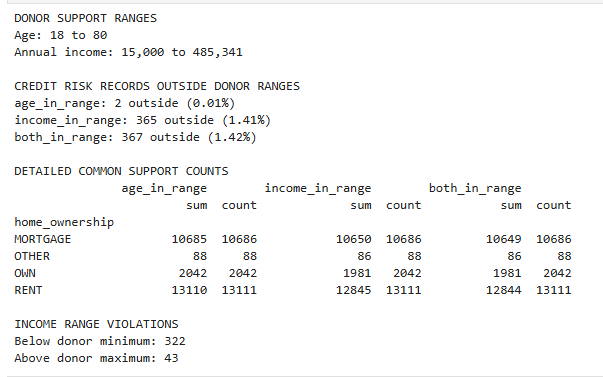 DONOR SUPPORT RANGES
Age: 18 to 80
Annual income: 15,000 to 485,341
CREDIT RISK RECORDS OUTSIDE DONOR RANGES
age_in_range: 2 outside (0.01%)
income_in_range: 365 outside (1.41%)
both_in_range: 367 outside (1.42%)
DETAILED COMMON SUPPORT COUNTS
age_in_range income_in_range both_in_range
sum count sum count sum count
home_ownership
MORTGAGE 10685 10686 10650 10686 10649 10686
OTHER 88 88 86 88 86 88
OWN 2042 2042 1981 2042 1981 2042
RENT 13110 13111 12845 13111 12844 13111
INCOME RANGE VIOLATIONS
Below donor minimum: 322
Above donor maximum: 43